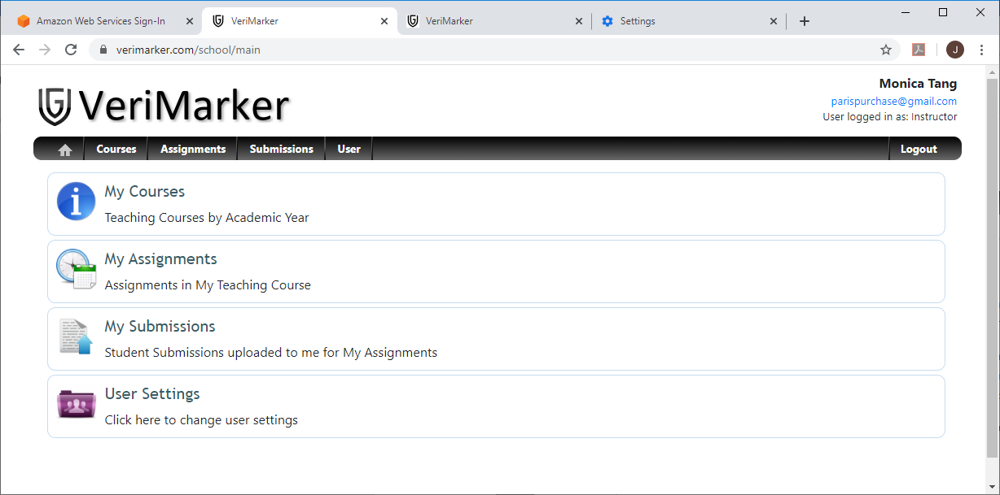 Amazon Web Services Sign-In
VeriMarker
VeriMarker
Settings
verimarker.com/school/main
J
VeriMarker
Monica Tang
parispurchase@gmail.com
User logged in as: Instructor
Courses
Assignments
Submissions
User
Logout
My Courses
Teaching Courses by Academic Year
My Assignments
Assignments in My Teaching Course
My Submissions
Student Submissions uploaded to me for My Assignments
User Settings
Click here to change user settings